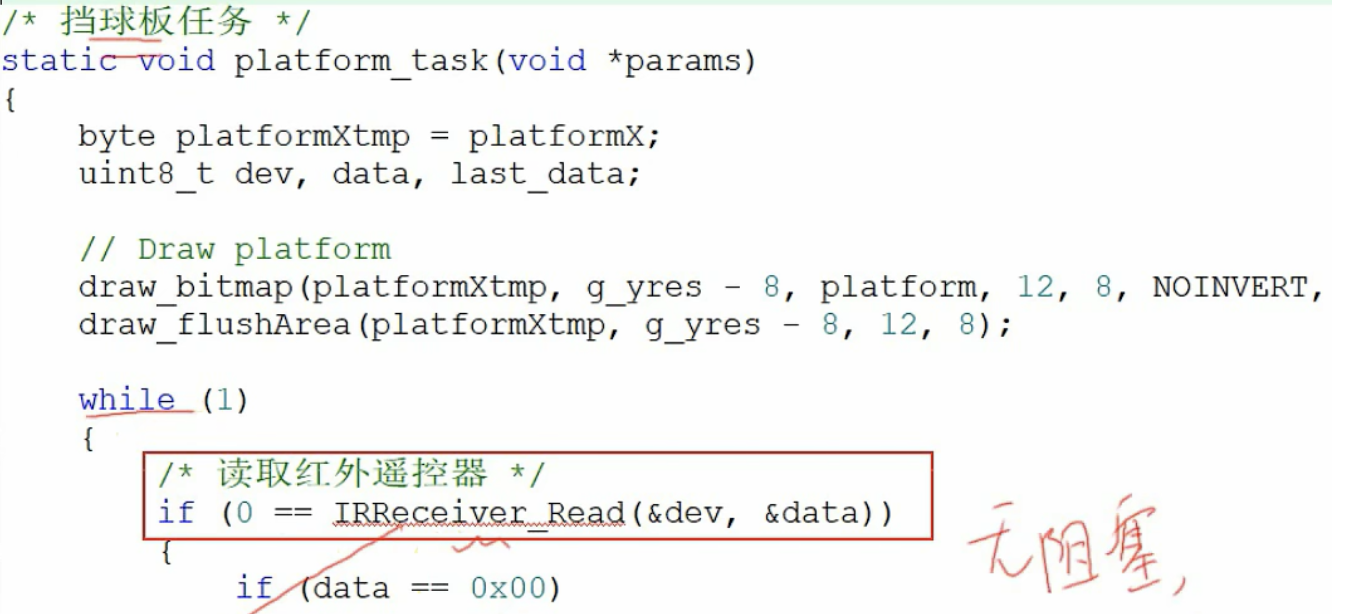 /* 挡球板任务 */
static void platform_task(void *params)
{
byte platformXtmp = platformX;
uint8_t dev, data, last_data;
// Draw platform
draw_bitmap(platformXtmp, g_yres - 8, platform, 12, 8, NOINVERT,
draw_flushArea(platformXtmp, g_yres - 8, 12, 8);
while (1)
{
/* 读取红外遥控器 */
if (0 == IRReceiver_Read(&dev, &data))
无阻塞,
{
if (data == 0x00)